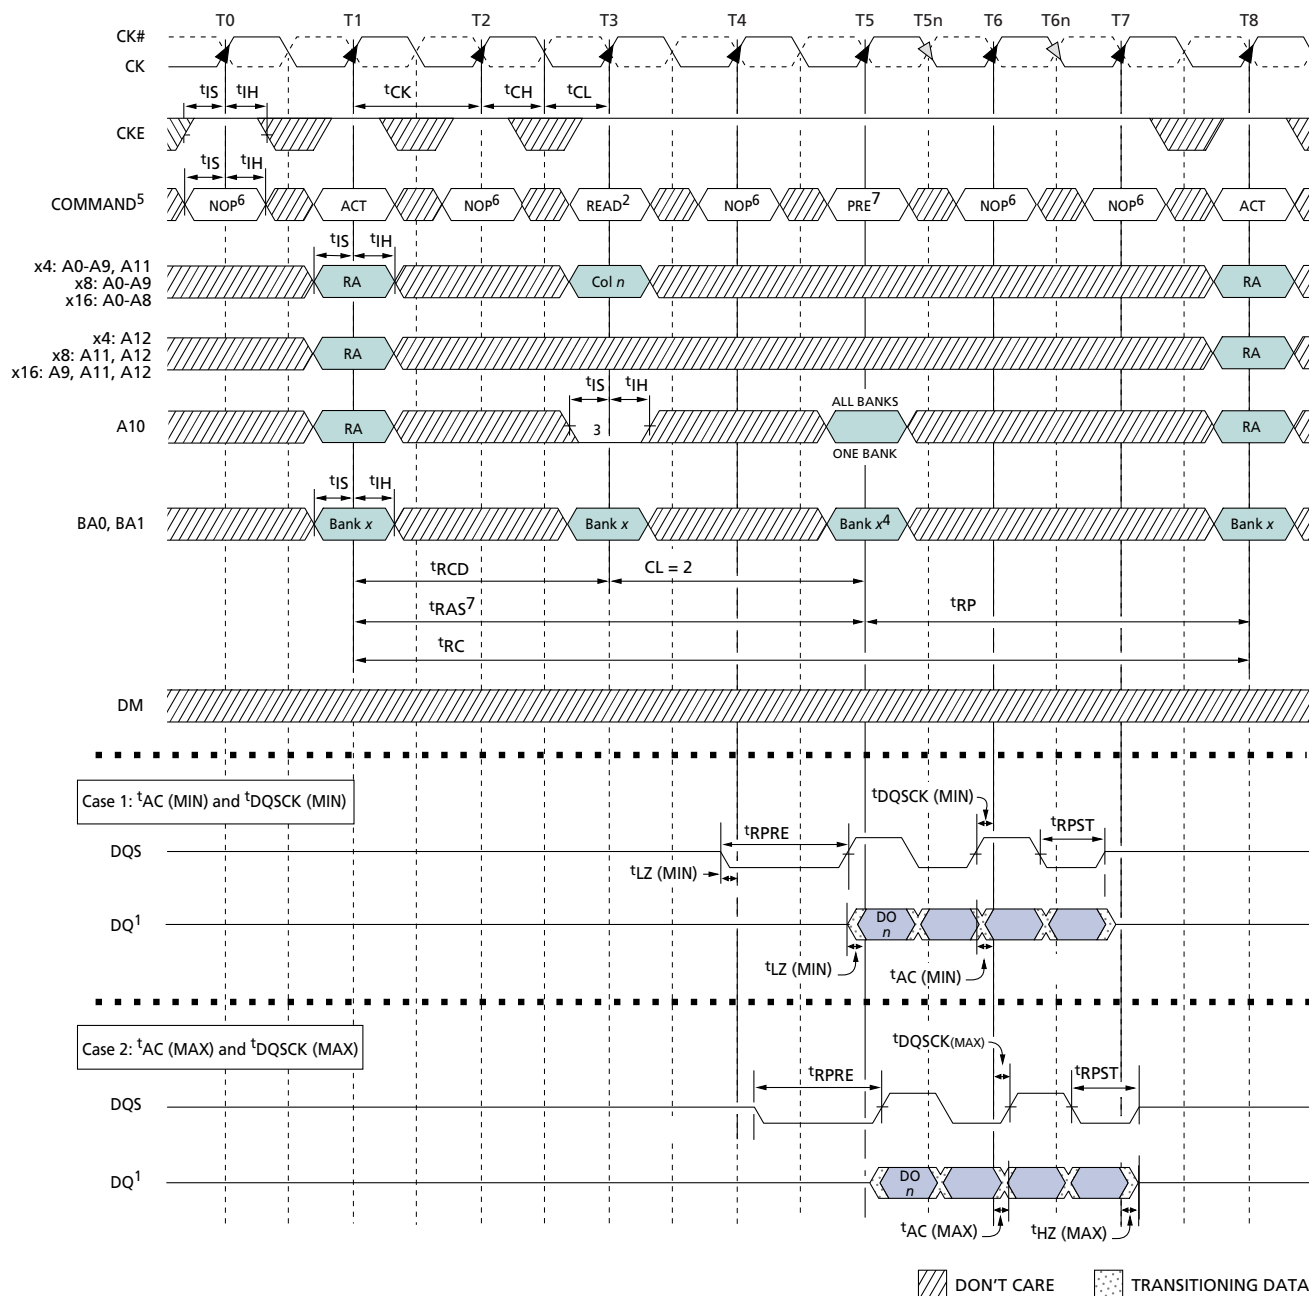 T0 T1 T2 T3 T4 T5 T5n T6 T6n T7 T8
CK#
CK
tIS tIH tCK tCH tCL
CKE
tIS tIH
COMMAND5 NOP6 ACT NOP6 READ2 NOP6 PRE7 NOP6 NOP6 ACT
tIS tIH
x4: A0-A9, A11
x8: A0-A9
x16: A0-A8
RA Col n RA
x4: A12
x8: A11, A12
x16: A9, A11, A12
RA RA
tIS tIH
ALL BANKS
A10 RA 3 RA
ONE BANK
tIS tIH
BA0, BA1 Bank x Bank x Bank x4 Bank x
tRCD CL = 2
tRAS7 tRP
tRC
DM
Case 1: tAC (MIN) and tDQSCK (MIN)
tDQSCK (MIN)
tRPRE tRPST
DQS
tLZ (MIN)
DQ1 DO
n
tLZ (MIN) tAC (MIN)
Case 2: tAC (MAX) and tDQSCK (MAX)
tDQSCK(MAX)
tRPRE tRPST
DQS
DQ1 DO
n
tAC (MAX) tHZ (MAX)
DON'T CARE TRANSITIONING DATA